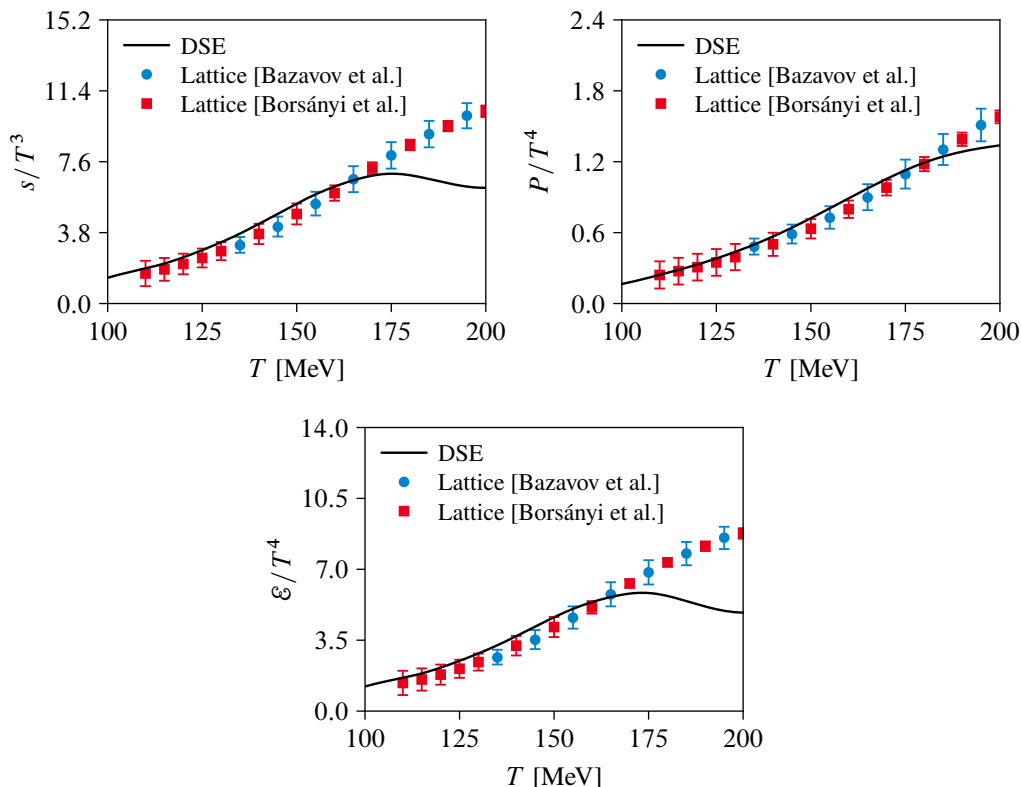 s/T³
15.2
11.4
7.6
3.8
0.0
DSE
Lattice [Bazavov et al.]
Lattice [Borsányi et al.]
100 125 150 175 200
T [MeV]
P/T⁴
2.4
1.8
1.2
0.6
0.0
DSE
Lattice [Bazavov et al.]
Lattice [Borsányi et al.]
100 125 150 175 200
T [MeV]
ℰ/T⁴
14.0
10.5
7.0
3.5
0.0
DSE
Lattice [Bazavov et al.]
Lattice [Borsányi et al.]
100 125 150 175 200
T [MeV]